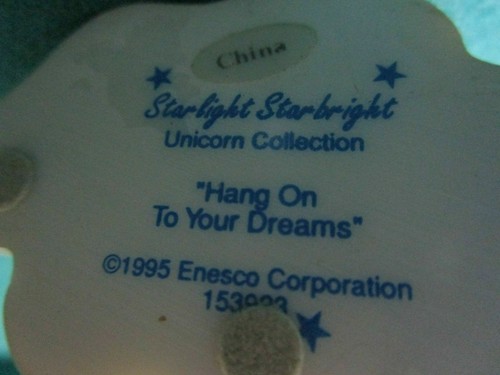 China
Starlight Starbright
Unicorn Collection
"Hang On
To Your Dreams"
©1995 Enesco Corporation